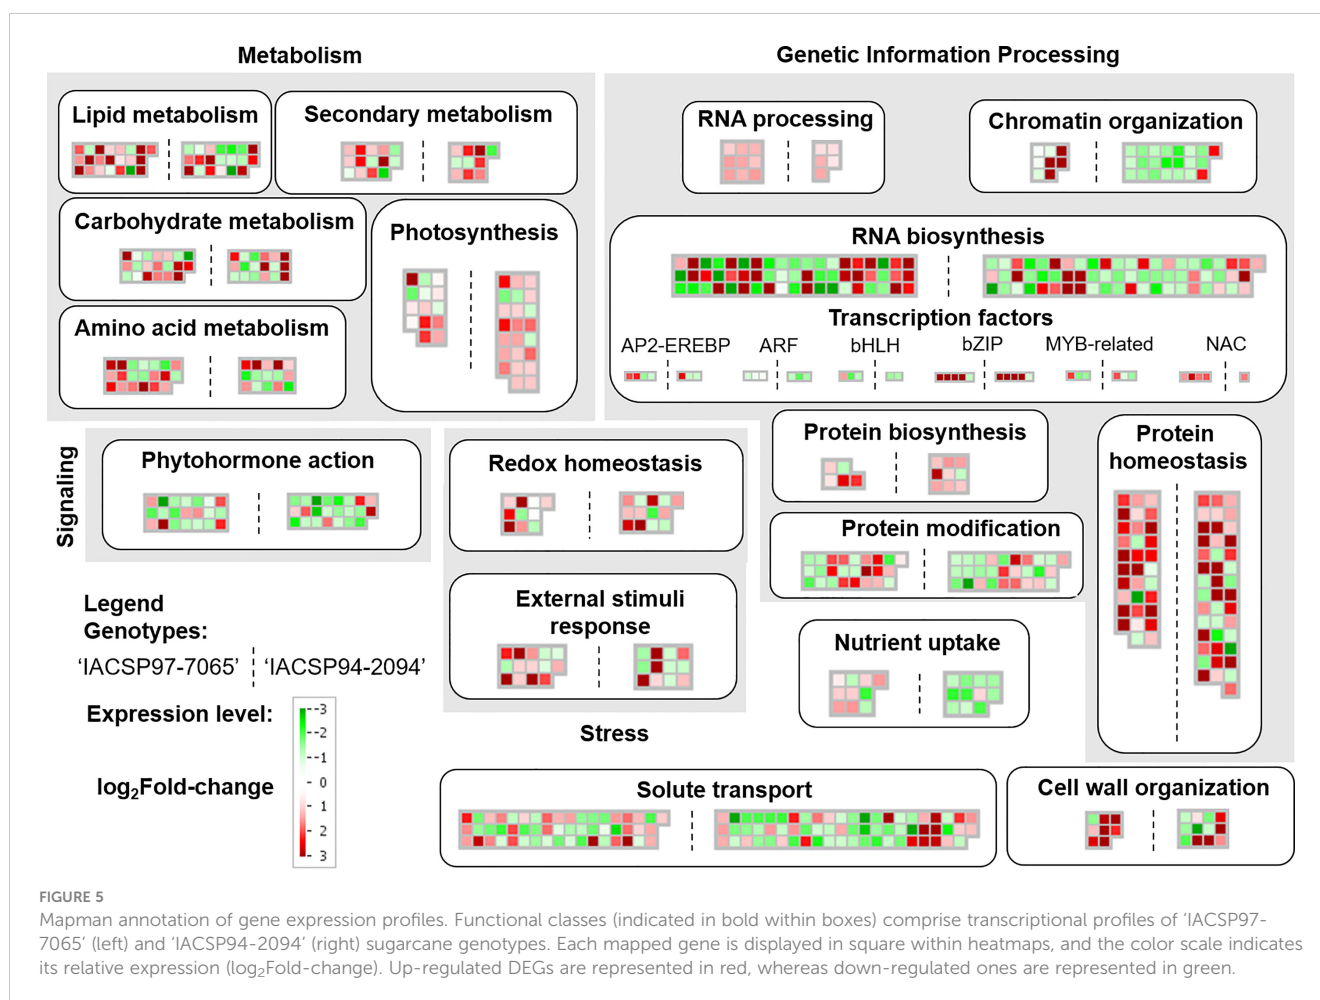 Metabolism
Genetic Information Processing
Lipid metabolism
Secondary metabolism
RNA processing
Chromatin organization
Carbohydrate metabolism
Photosynthesis
RNA biosynthesis
Amino acid metabolism
Transcription factors
AP2-EREBP ARF bHLH bZIP MYB-related NAC
Signaling
Phytohormone action
Redox homeostasis
Protein biosynthesis
Protein
homeostasis
Protein modification
External stimuli
response
Nutrient uptake
Legend
Genotypes:
‘IACSP97-7065’ ‘IACSP94-2094’
Expression level:
log₂Fold-change
-3
-2
-1
0
1
2
3
Stress
Solute transport
Cell wall organization
FIGURE 5
Mapman annotation of gene expression profiles. Functional classes (indicated in bold within boxes) comprise transcriptional profiles of ‘IACSP97-
7065’ (left) and ‘IACSP94-2094’ (right) sugarcane genotypes. Each mapped gene is displayed in square within heatmaps, and the color scale indicates
its relative expression (log₂Fold-change). Up-regulated DEGs are represented in red, whereas down-regulated ones are represented in green.